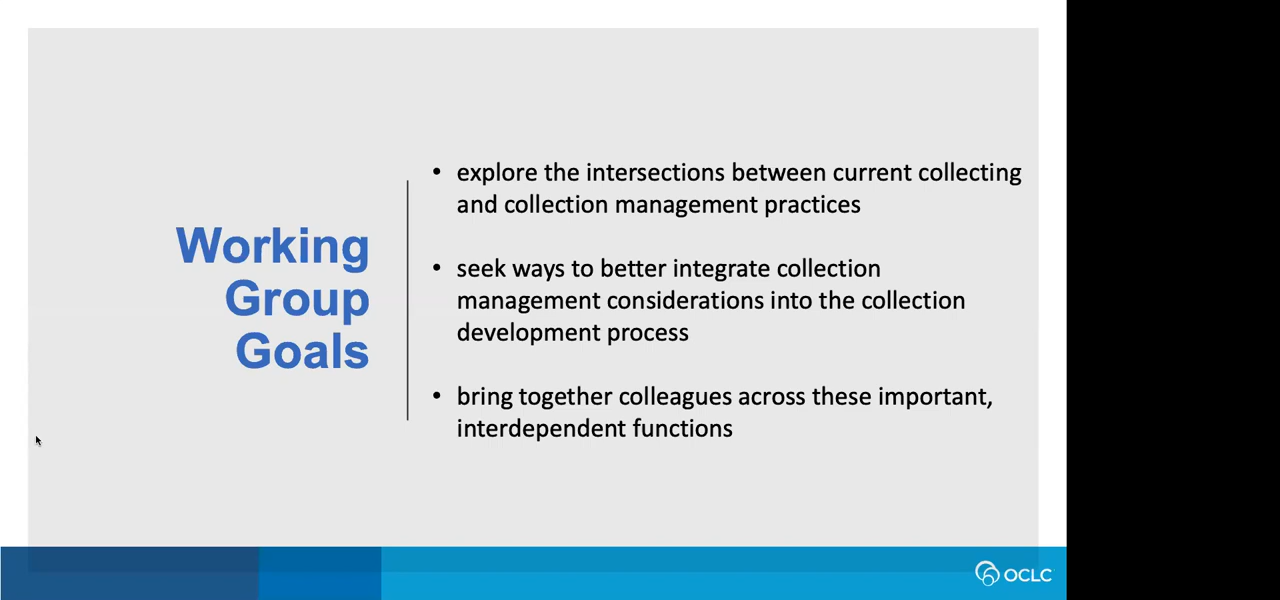 Working
Group
Goals
• explore the intersections between current collecting
and collection management practices
• seek ways to better integrate collection
management considerations into the collection
development process
• bring together colleagues across these important,
interdependent functions
OCLC